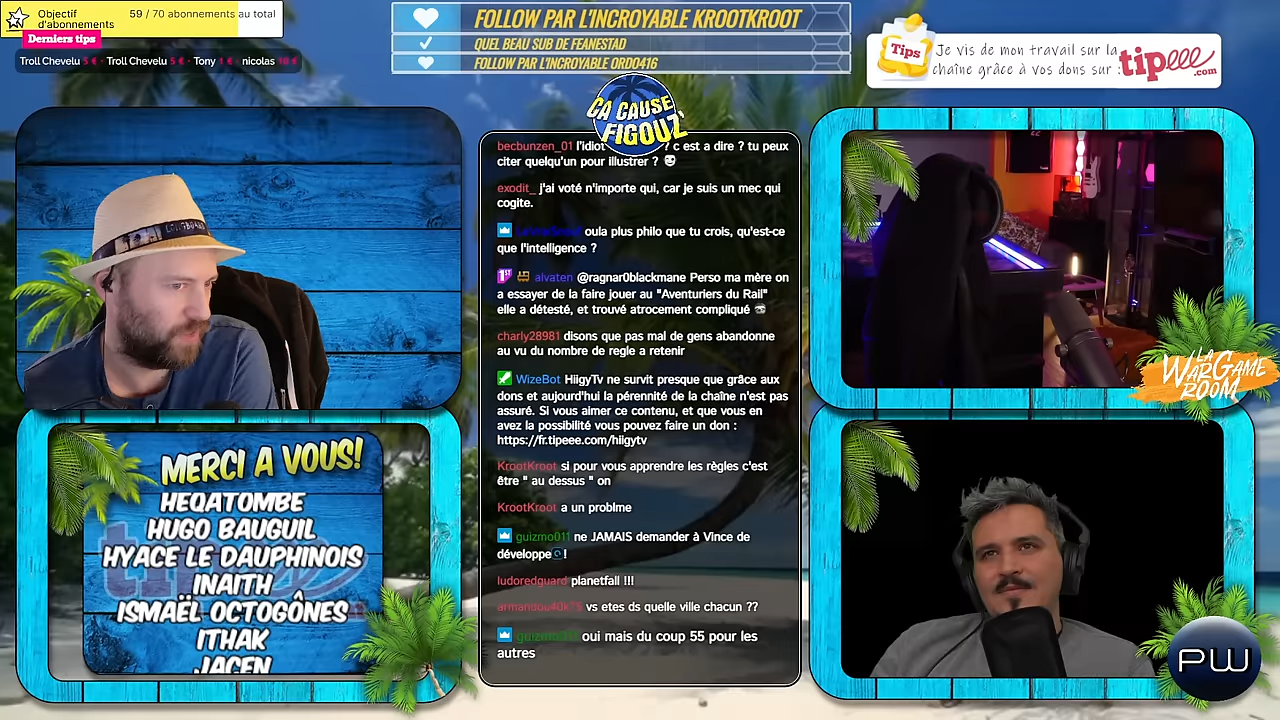 Objectif
d'abonnements
59 / 70 abonnements au total
Derniers tips
Troll Chevelu 5 € · Troll Chevelu 5 € · Tony 1 € · nicolas 10 €
FOLLOW PAR L'INCROYABLE KROOTKROOT
QUEL BEAU SUB DE FEANESTAD
FOLLOW PAR L'INCROYABLE ORDO416
Tips
Je vis de mon travail sur la
chaîne grâce à vos dons sur :
tipeee
.com
ÇA CAUSE
FIGOUZ'
becbunzen_01 l'idiot ? c est a dire ? tu peux
citer quelqu'un pour illustrer ?
exodit_ j'ai voté n'importe qui, car je suis un mec qui
cogite.
oula plus philo que tu crois, qu'est-ce
que l'intelligence ?
1ST alvaten @ragnar0blackmane Perso ma mère on
a essayer de la faire jouer au "Aventuriers du Rail"
elle a détesté, et trouvé atrocement compliqué
charly28981 disons que pas mal de gens abandonne
au vu du nombre de regle a retenir
WizeBot HiigyTv ne survit presque que grâce aux
dons et aujourd'hui la pérennité de la chaîne n'est pas
assuré. Si vous aimer ce contenu, et que vous en
avez la possibilité vous pouvez faire un don :
https://fr.tipeee.com/hiigytv
KrootKroot si pour vous apprendre les règles c'est
être " au dessus " on
KrootKroot a un problme
guizmo011 ne JAMAIS demander à Vince de
développe !
ludoredguard planetfall !!!
armandou40k75 vs etes ds quelle ville chacun ??
guizmo011 oui mais du coup 55 pour les
autres
MERCI A VOUS!
HEQATOMBE
HUGO BAUGUIL
HYACE LE DAUPHINOIS
INAITH
ISMAËL OCTOGÔNES
ITHAK
JACEN
LA
WARGAME
ROOM
PW